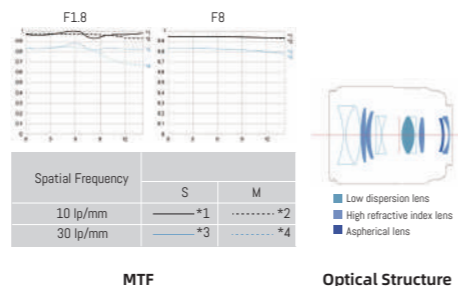 F1.8
F8
Spatial Frequency
S M
10 lp/mm *1 *2
30 lp/mm *3 *4
Low dispersion lens
High refractive index lens
Aspherical lens
MTF
Optical Structure